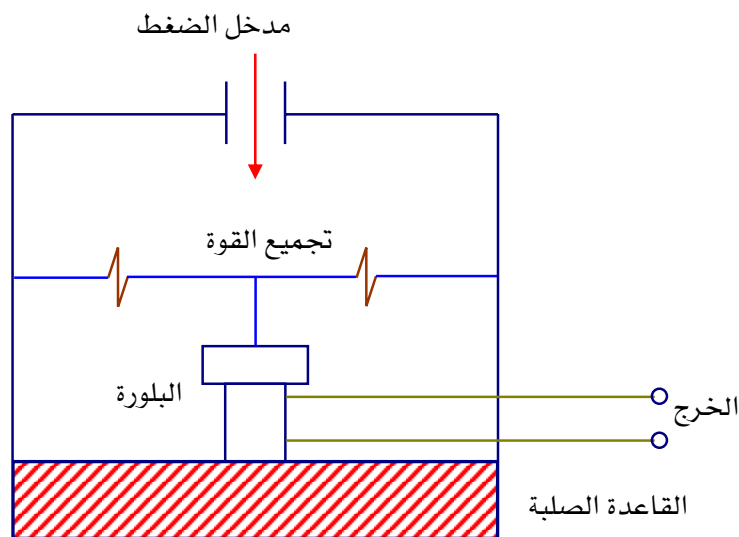 مدخل الضغط
تجميع القوة
البلورة
الخرج
القاعدة الصلبة